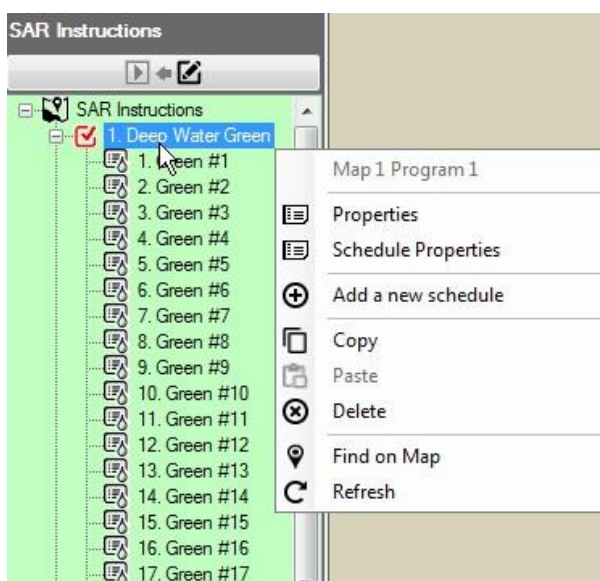 SAR Instructions
SAR Instructions
1. Deep Water Green
1. Green #1
2. Green #2
3. Green #3
4. Green #4
5. Green #5
6. Green #6
7. Green #7
8. Green #8
9. Green #9
10. Green #10
11. Green #11
12. Green #12
13. Green #13
14. Green #14
15. Green #15
16. Green #16
17. Green #17
Map 1 Program 1
Properties
Schedule Properties
Add a new schedule
Copy
Paste
Delete
Find on Map
Refresh